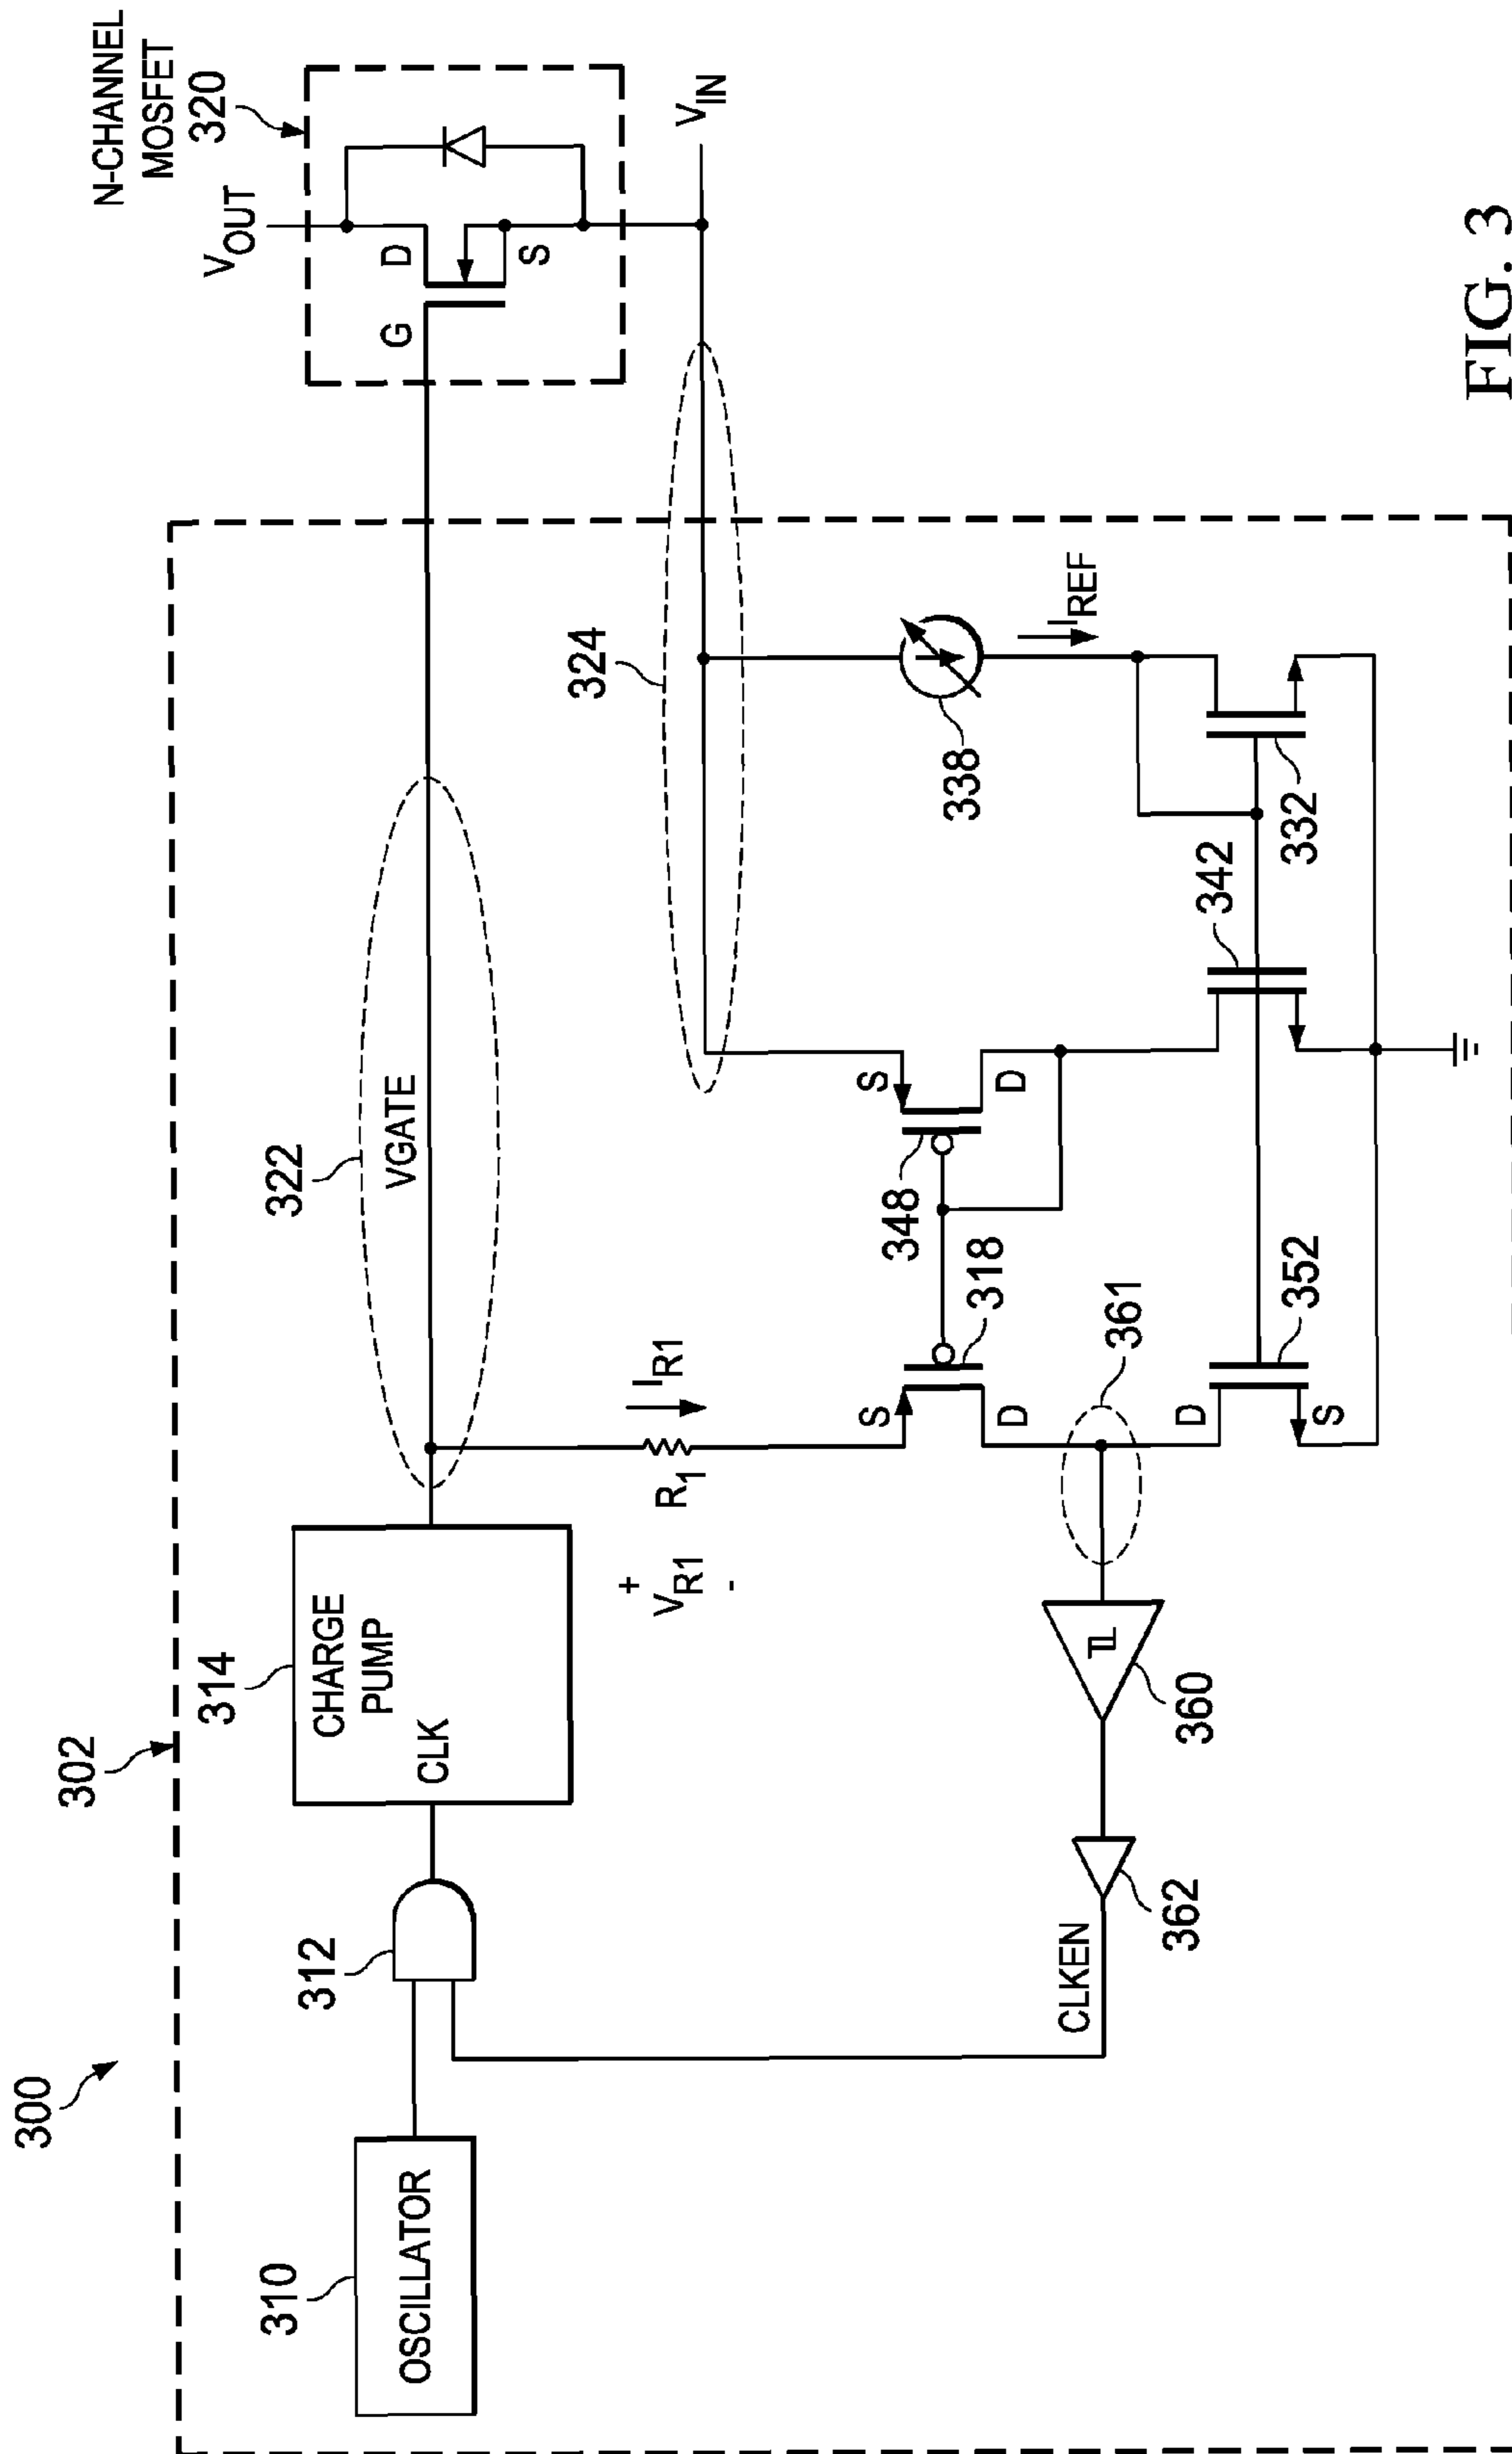 300
302
310
OSCILLATOR
312
314
CHARGE
PUMP
CLK
322
VGATE
324
N-CHANNEL
MOSFET
320
VOUT
G
D
S
VIN
+
VR1
-
R1
IR1
S
D
318
348
S
D
338
IREF
361
CLKEN
362
360
D
S
352
342
332
FIG. 3